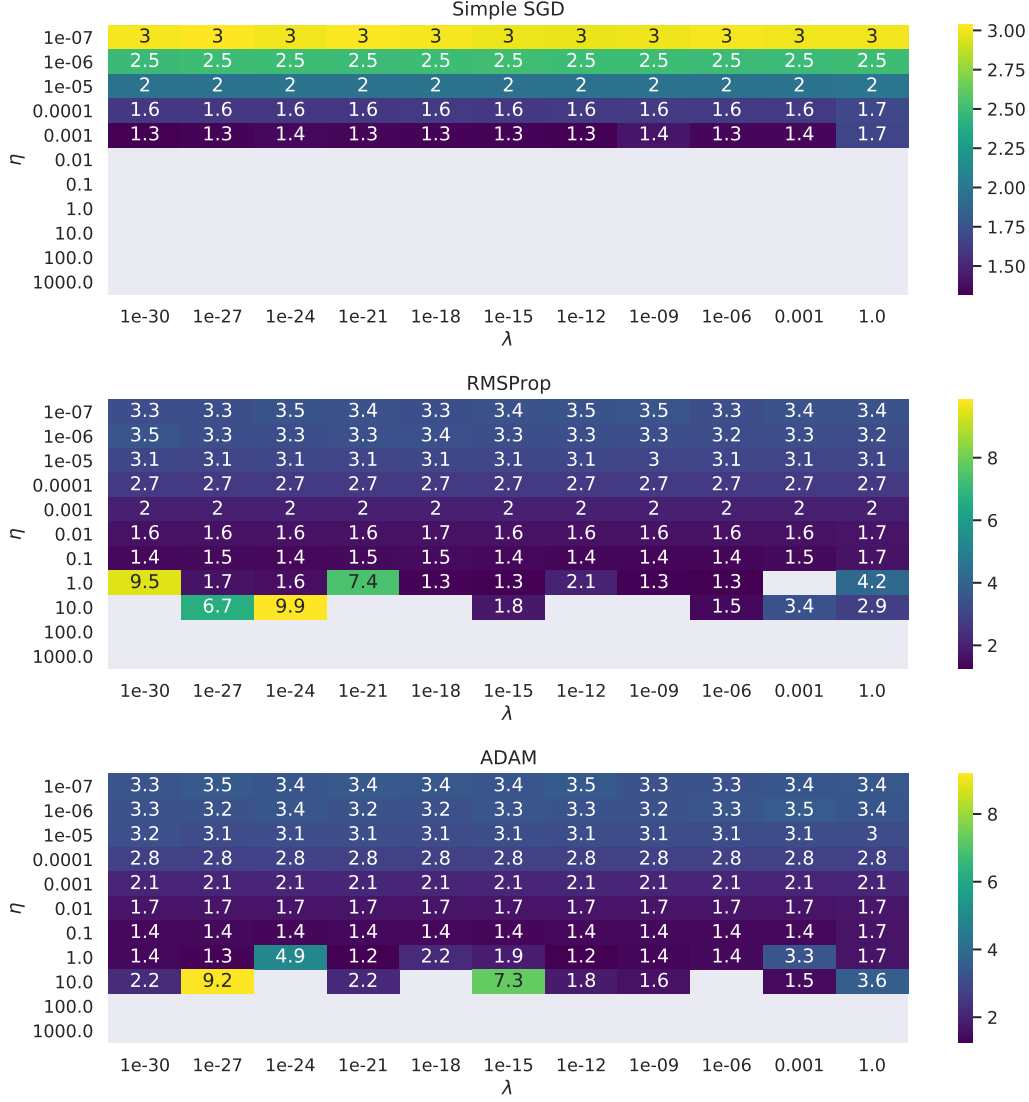 Simple SGD
1e-07 3 3 3 3 3 3 3 3 3 3 3
1e-06 2.5 2.5 2.5 2.5 2.5 2.5 2.5 2.5 2.5 2.5 2.5
1e-05 2 2 2 2 2 2 2 2 2 2 2
0.0001 1.6 1.6 1.6 1.6 1.6 1.6 1.6 1.6 1.6 1.6 1.7
0.001 1.3 1.3 1.4 1.3 1.3 1.3 1.3 1.4 1.3 1.4 1.7
η
0.01
0.1
1.0
10.0
100.0
1000.0
1e-30 1e-27 1e-24 1e-21 1e-18 1e-15 1e-12 1e-09 1e-06 0.001 1.0
λ
3.00
2.75
2.50
2.25
2.00
1.75
1.50
RMSProp
1e-07 3.3 3.3 3.5 3.4 3.3 3.4 3.5 3.5 3.3 3.4 3.4
1e-06 3.5 3.3 3.3 3.3 3.4 3.3 3.3 3.3 3.2 3.3 3.2
1e-05 3.1 3.1 3.1 3.1 3.1 3.1 3.1 3 3.1 3.1 3.1
0.0001 2.7 2.7 2.7 2.7 2.7 2.7 2.7 2.7 2.7 2.7 2.7
0.001 2 2 2 2 2 2 2 2 2 2 2
η
0.01 1.6 1.6 1.6 1.6 1.7 1.6 1.6 1.6 1.6 1.6 1.7
0.1 1.4 1.5 1.4 1.5 1.5 1.4 1.4 1.4 1.4 1.5 1.7
1.0 9.5 1.7 1.6 7.4 1.3 1.3 2.1 1.3 1.3 4.2
10.0 6.7 9.9 1.8 1.5 3.4 2.9
100.0
1000.0
1e-30 1e-27 1e-24 1e-21 1e-18 1e-15 1e-12 1e-09 1e-06 0.001 1.0
λ
8
6
4
2
ADAM
1e-07 3.3 3.5 3.4 3.4 3.4 3.4 3.5 3.3 3.3 3.4 3.4
1e-06 3.3 3.2 3.4 3.2 3.2 3.3 3.3 3.2 3.3 3.5 3.4
1e-05 3.2 3.1 3.1 3.1 3.1 3.1 3.1 3.1 3.1 3.1 3
0.0001 2.8 2.8 2.8 2.8 2.8 2.8 2.8 2.8 2.8 2.8 2.8
0.001 2.1 2.1 2.1 2.1 2.1 2.1 2.1 2.1 2.1 2.1 2.1
η
0.01 1.7 1.7 1.7 1.7 1.7 1.7 1.7 1.7 1.7 1.7 1.7
0.1 1.4 1.4 1.4 1.4 1.4 1.4 1.4 1.4 1.4 1.4 1.7
1.0 1.4 1.3 4.9 1.2 2.2 1.9 1.2 1.4 1.4 3.3 1.7
10.0 2.2 9.2 2.2 7.3 1.8 1.6 1.5 3.6
100.0
1000.0
1e-30 1e-27 1e-24 1e-21 1e-18 1e-15 1e-12 1e-09 1e-06 0.001 1.0
λ
8
6
4
2